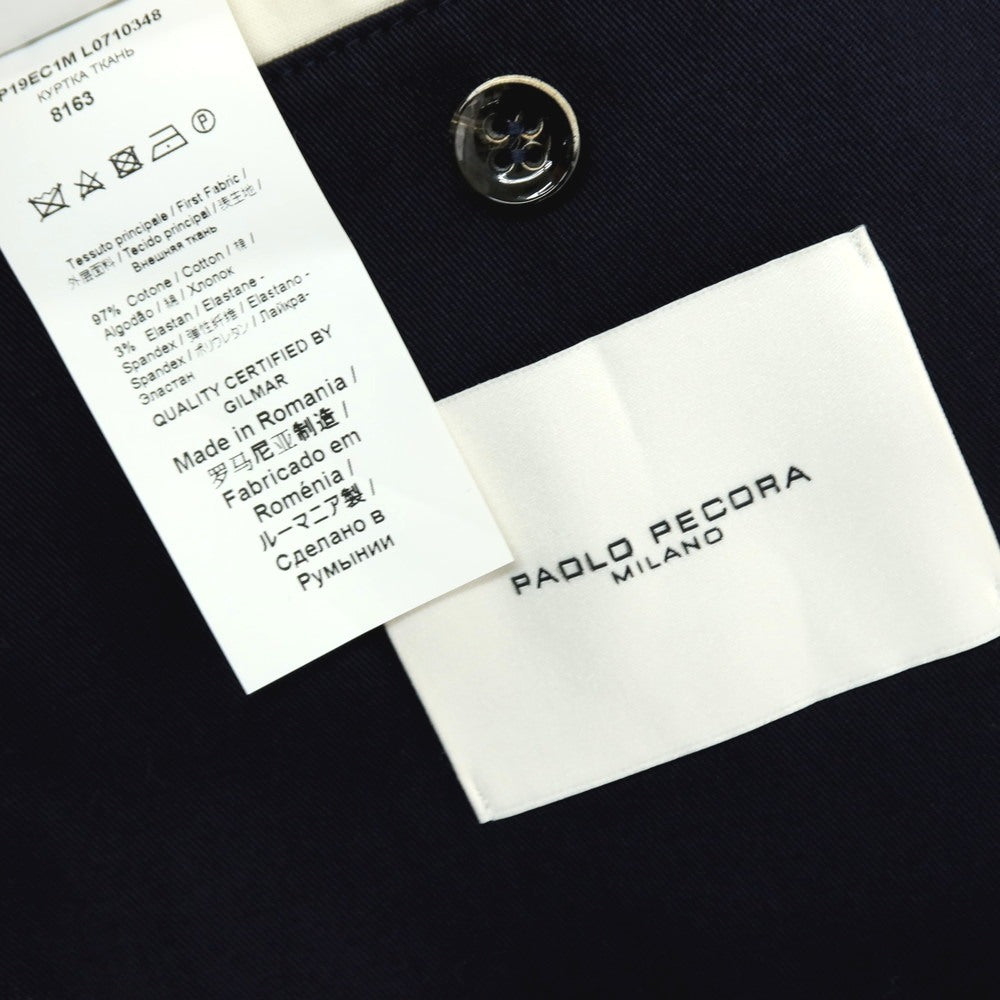 P19EC1M L0710348
КУРТКА ТКАНЬ
8163
P
Tessuto principale / First Fabric /
外层面料 / Tecido principal / 表生地 /
Внешняя ткань
97% Cotone / Cotton / 棉 /
Algodão / 綿 / Хлопок
3% Elastan / Elastane -
Spandex / 弹性纤维 / Elastano -
Spandex / ポリウレタン / Лайкра-
Эластан
QUALITY CERTIFIED BY
GILMAR
Made in Romania /
罗马尼亚制造 /
Fabricado em
Roménia /
ルーマニア製 /
Сделано в
Румынии
PAOLO PECORA
MILANO